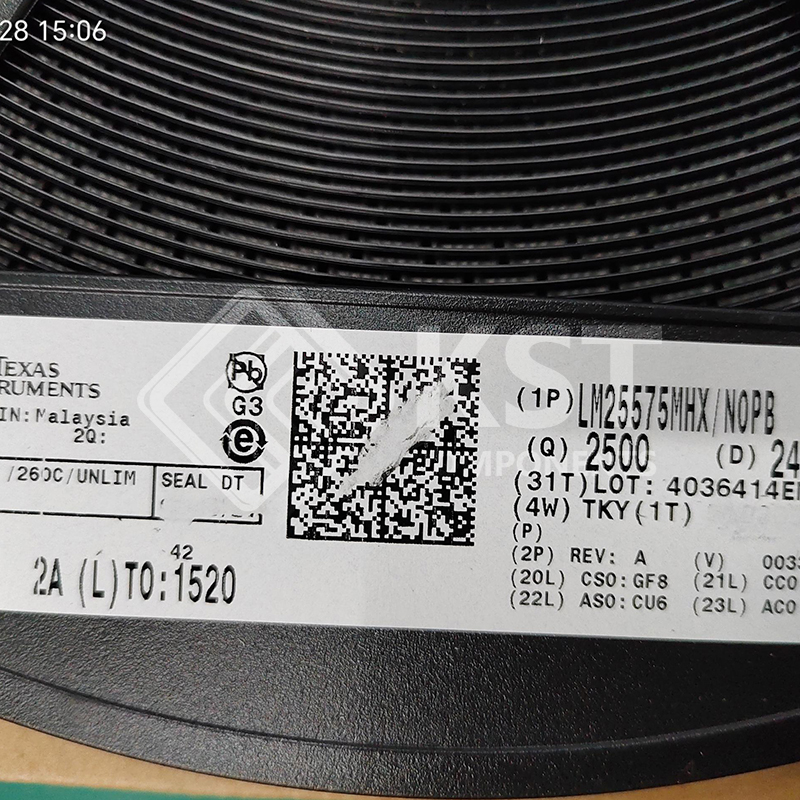 28 15:06
KST
COMPONENTS
TEXAS
RUMENTS
IN: Malaysia
2Q:
/260C/UNLIM
SEAL DT
42
2A (L)TO:1520
Pb
G3
e
(1P)LM25575MHX/NOPB
(Q) 2500 (D) 24
(31T)LOT: 4036414E
(4W) TKY(1T)
(P)
(2P) REV: A (V) 003
(20L) CSO:GF8 (21L) CCO
(22L) ASO:CU6 (23L) ACO